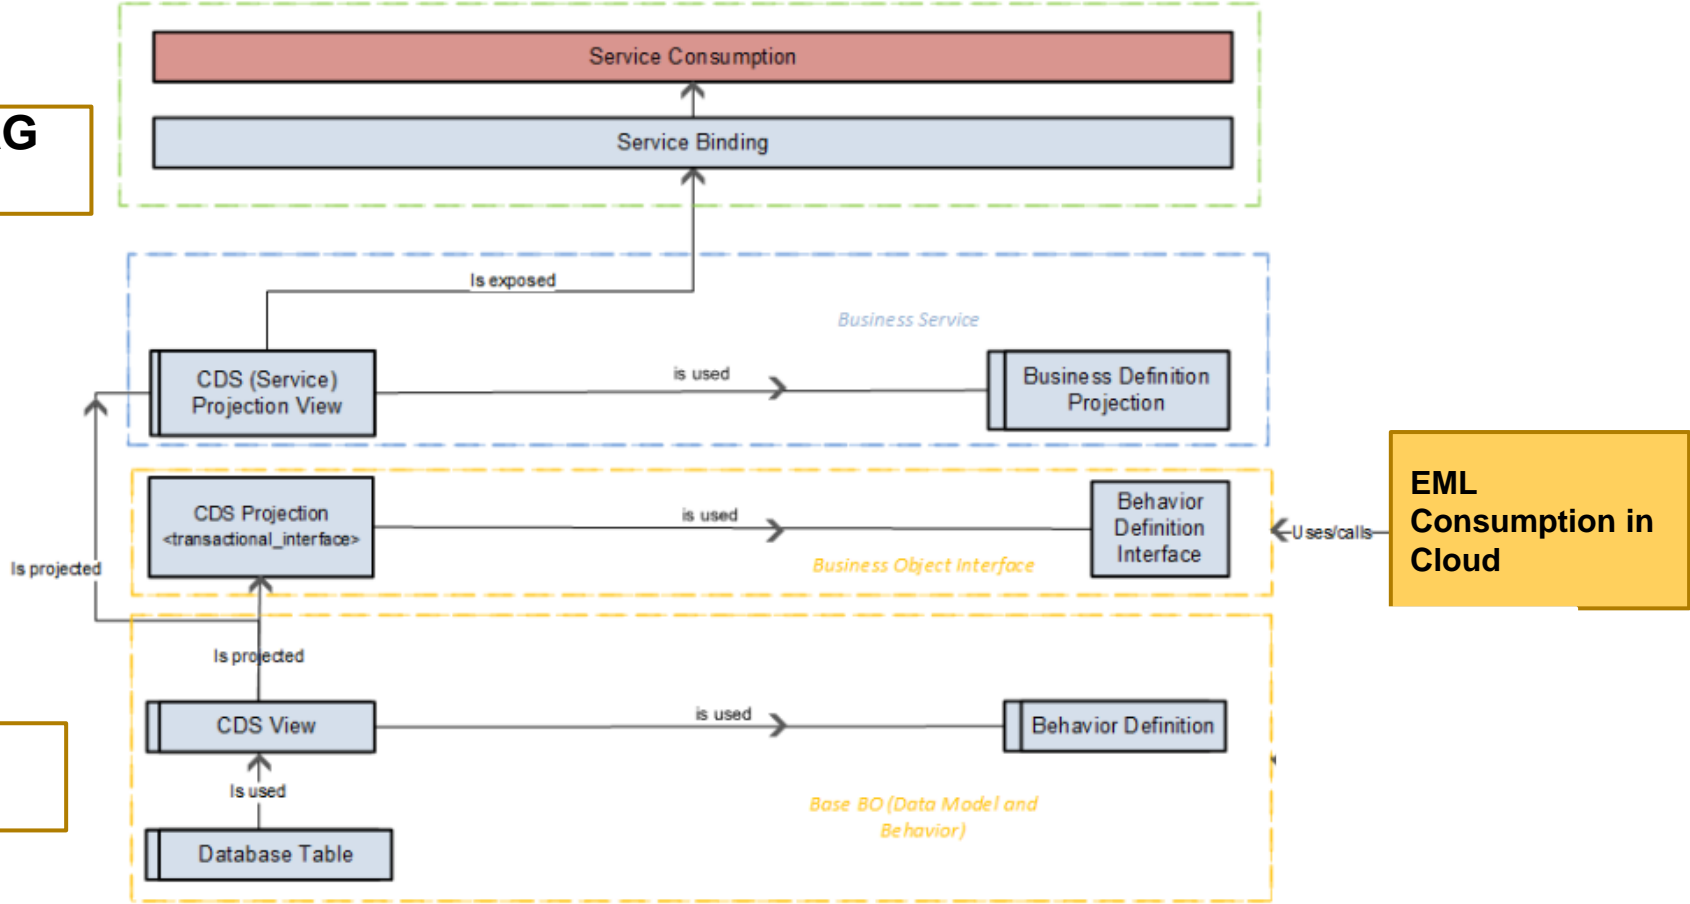 Service Consumption
Service Binding
G
Is exposed
Business Service
CDS (Service)
Projection View
is used
Business Definition
Projection
CDS Projection
<transactional_interface>
is used
Behavior
Definition
Interface
Business Object Interface
Uses/calls
EML
Consumption in
Cloud
Is projected
Is projected
CDS View
is used
Behavior Definition
Is used
Base BO (Data Model and
Behavior)
Database Table